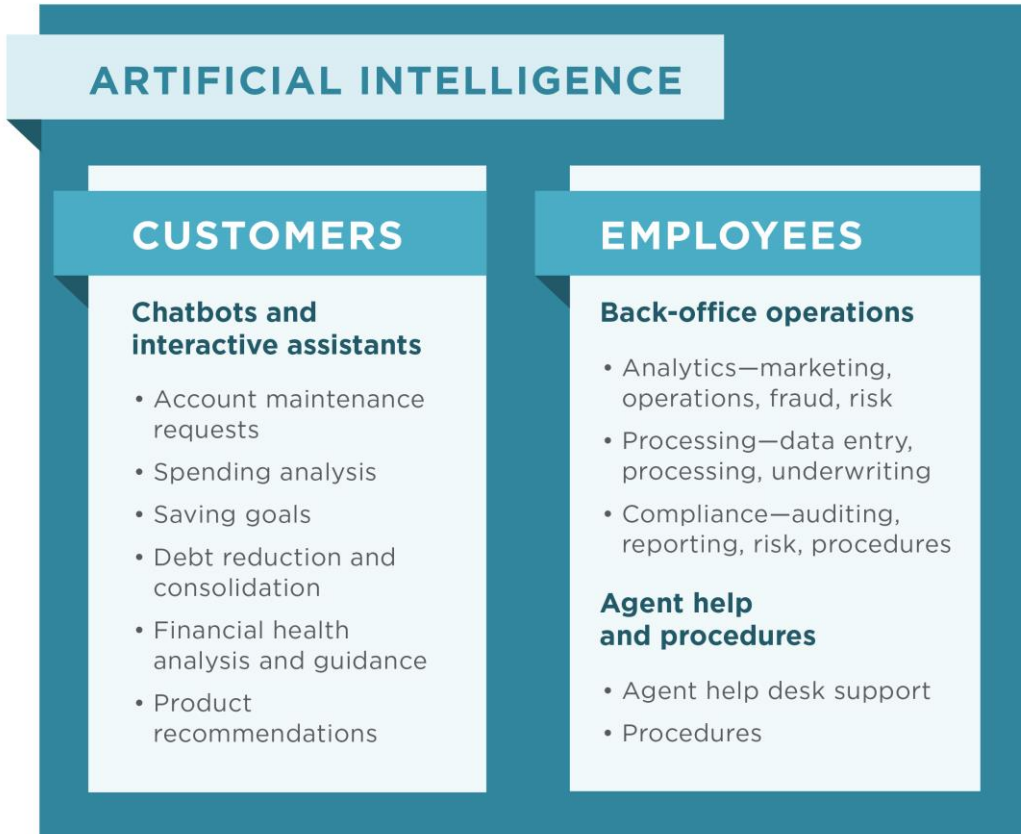 ARTIFICIAL INTELLIGENCE
CUSTOMERS
Chatbots and
interactive assistants
• Account maintenance
requests
• Spending analysis
• Saving goals
• Debt reduction and
consolidation
• Financial health
analysis and guidance
• Product
recommendations
EMPLOYEES
Back-office operations
• Analytics—marketing,
operations, fraud, risk
• Processing—data entry,
processing, underwriting
• Compliance—auditing,
reporting, risk, procedures
Agent help
and procedures
• Agent help desk support
• Procedures